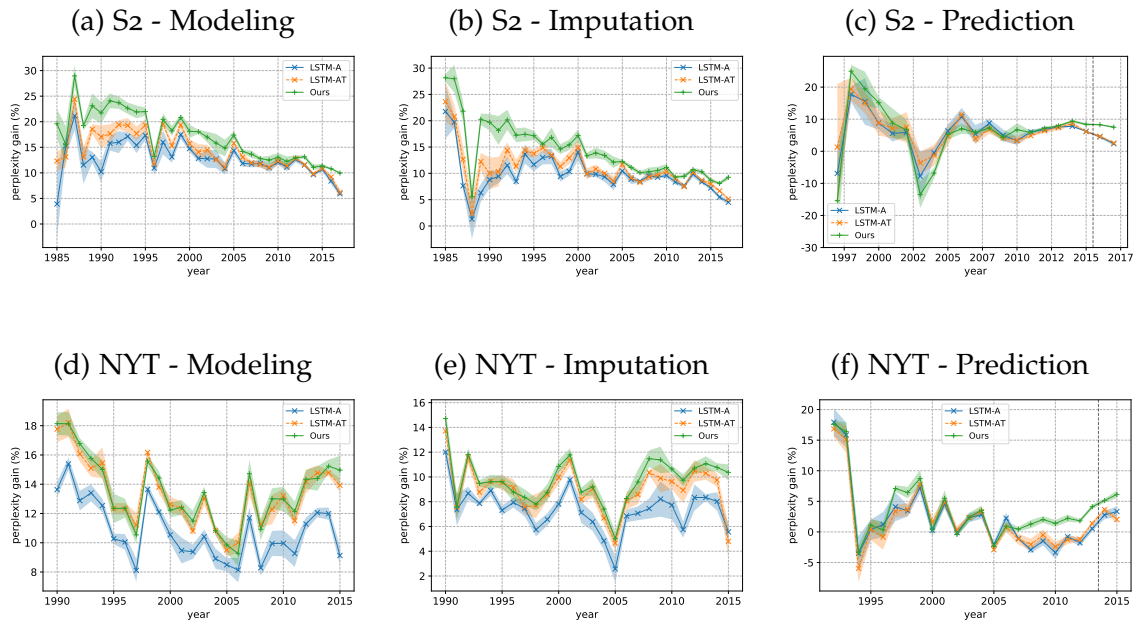 (a) S2 - Modeling
(b) S2 - Imputation
(c) S2 - Prediction
perplexity gain (%)
30
25
20
15
10
5
0
LSTM-A
LSTM-AT
Ours
1985
1990
1995
2000
2005
2010
2015
year
perplexity gain (%)
30
25
20
15
10
5
0
LSTM-A
LSTM-AT
Ours
1985
1990
1995
2000
2005
2010
2015
year
perplexity gain (%)
20
10
0
-10
-20
-30
LSTM-A
LSTM-AT
Ours
1997
2000
2002
2005
2007
2010
2012
2015
2017
year
(d) NYT - Modeling
(e) NYT - Imputation
(f) NYT - Prediction
perplexity gain (%)
18
16
14
12
10
8
LSTM-A
LSTM-AT
Ours
1990
1995
2000
2005
2010
2015
year
perplexity gain (%)
16
14
12
10
8
6
4
2
LSTM-A
LSTM-AT
Ours
1990
1995
2000
2005
2010
2015
year
perplexity gain (%)
20
15
10
5
0
-5
LSTM-A
LSTM-AT
Ours
1995
2000
2005
2010
2015
year